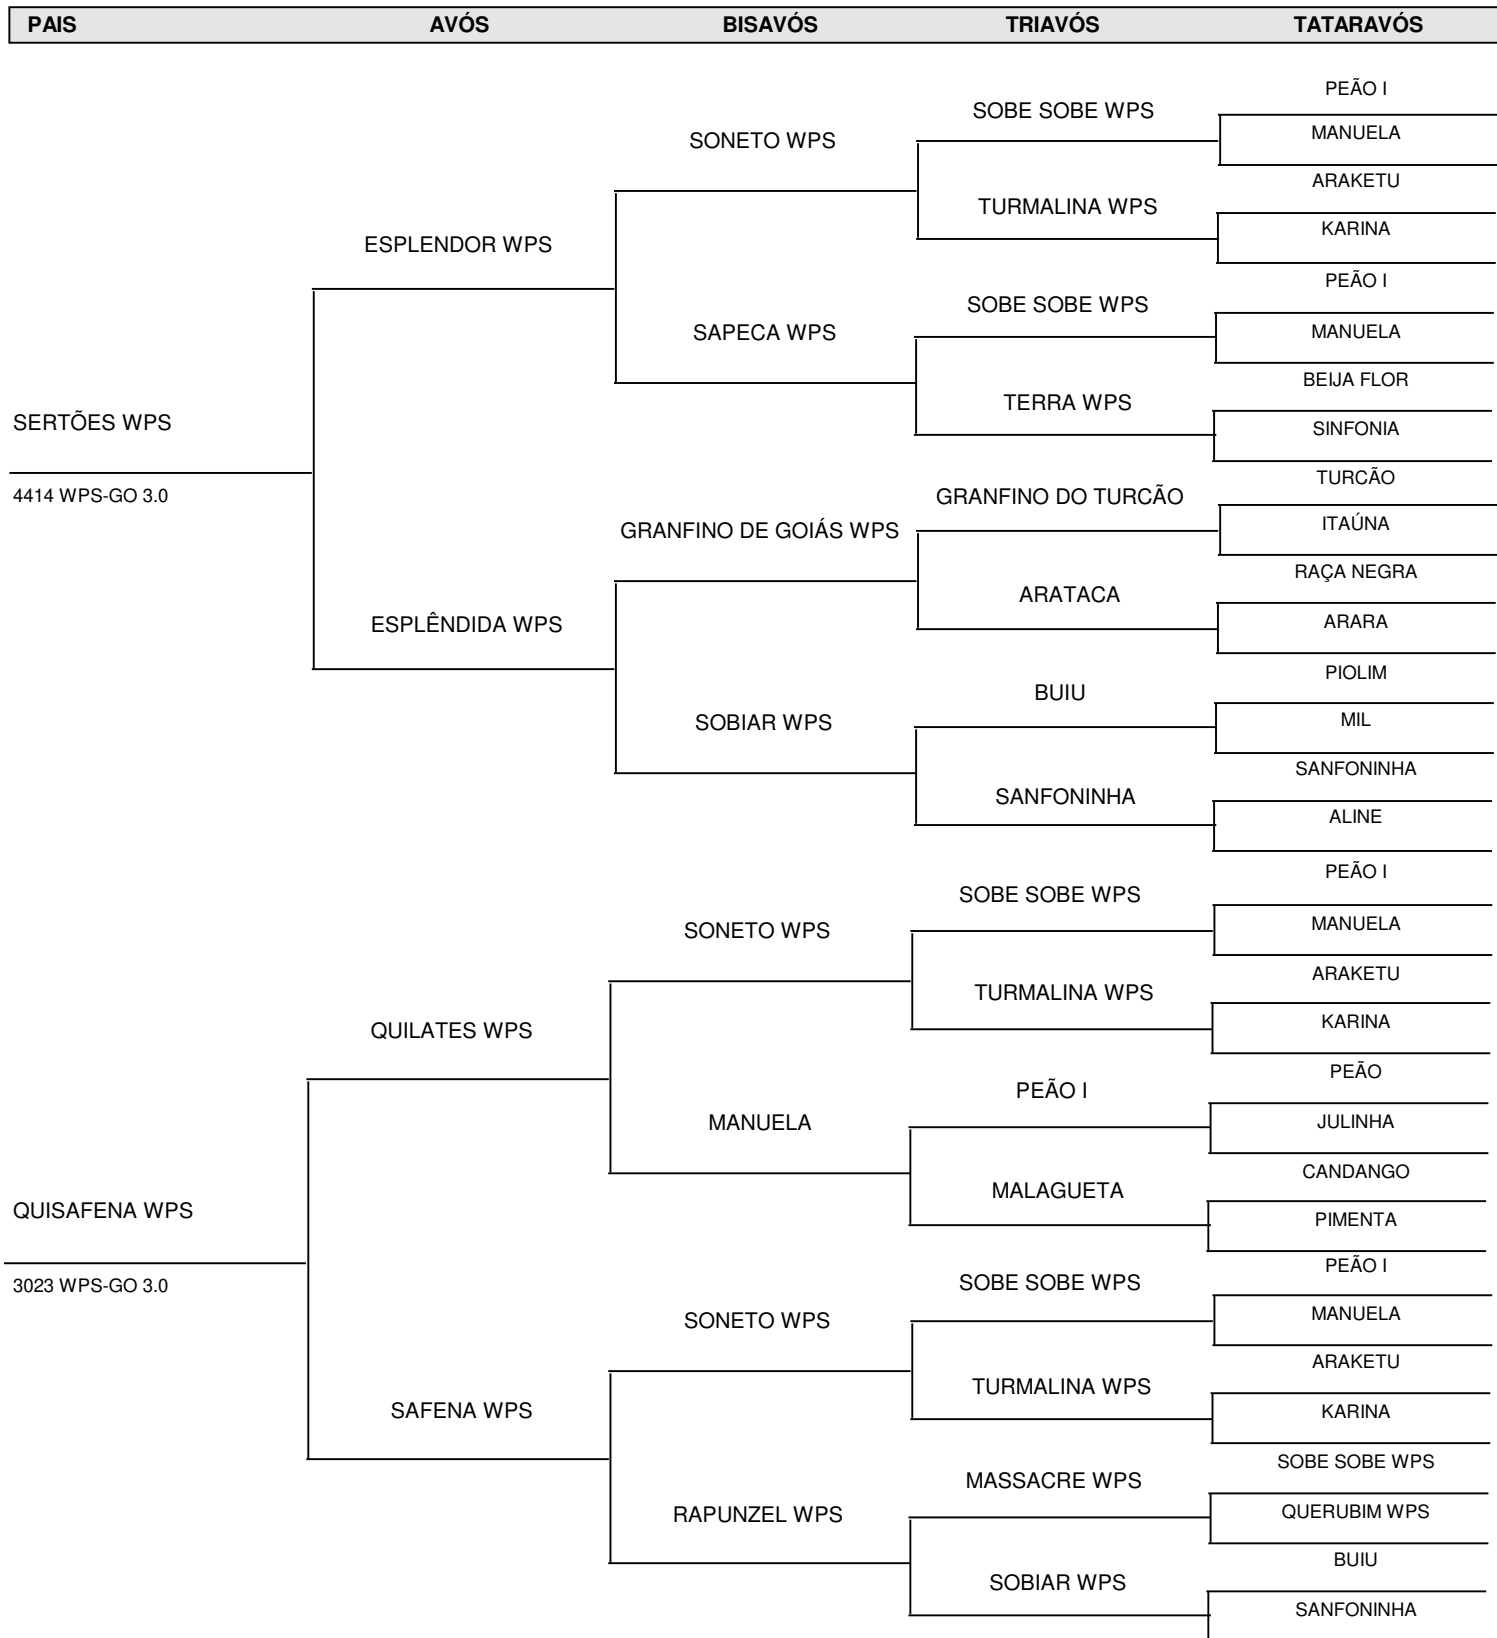 PAIS AVÓS BISAVÓS TRIAVÓS TATARAVÓS
PEÃO I
SOBE SOBE WPS
MANUELA
SONETO WPS
ARAKETU
TURMALINA WPS
KARINA
ESPLENDOR WPS
PEÃO I
SOBE SOBE WPS
MANUELA
SAPECA WPS
BEIJA FLOR
TERRA WPS
SINFONIA
SERTÕES WPS
4414 WPS-GO 3.0
TURCÃO
GRANFINO DO TURCÃO
ITAÚNA
GRANFINO DE GOIÁS WPS
RAÇA NEGRA
ARATACA
ARARA
ESPLÊNDIDA WPS
PIOLIM
BUIU
MIL
SOBIAR WPS
SANFONINHA
SANFONINHA
ALINE
PEÃO I
SOBE SOBE WPS
MANUELA
SONETO WPS
ARAKETU
TURMALINA WPS
KARINA
QUILATES WPS
PEÃO
PEÃO I
JULINHA
MANUELA
CANDANGO
MALAGUETA
PIMENTA
QUISAFENA WPS
3023 WPS-GO 3.0
PEÃO I
SOBE SOBE WPS
MANUELA
SONETO WPS
ARAKETU
TURMALINA WPS
KARINA
SAFENA WPS
SOBE SOBE WPS
MASSACRE WPS
QUERUBIM WPS
RAPUNZEL WPS
BUIU
SOBIAR WPS
SANFONINHA